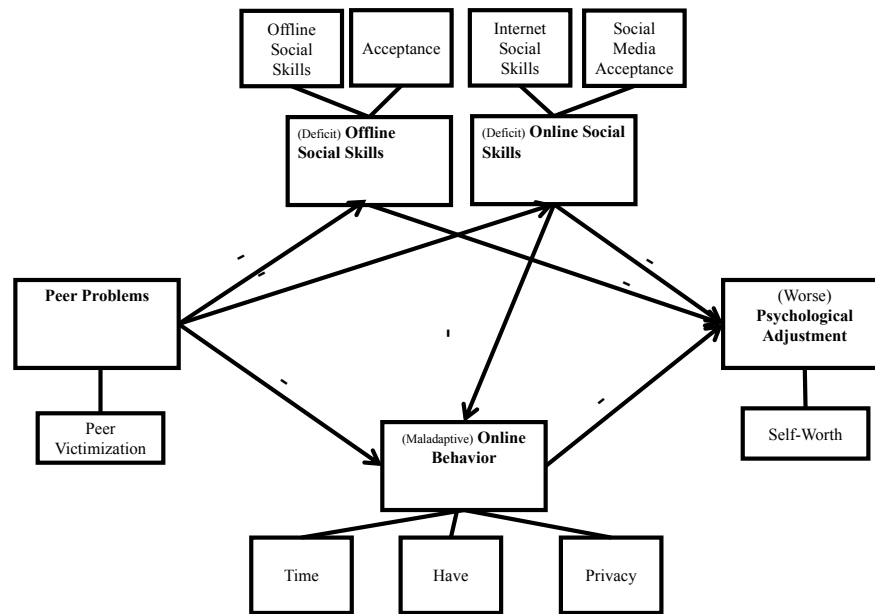 Offline
Social
Skills
Acceptance
Internet
Social
Skills
Social
Media
Acceptance
(Deficit) Offline
Social Skills
(Deficit) Online Social
Skills
-
-
-
-
Peer Problems
(Worse)
Psychological
Adjustment
-
-
-
Peer
Victimization
(Maladaptive) Online
Behavior
Self-Worth
Time
Have
Privacy